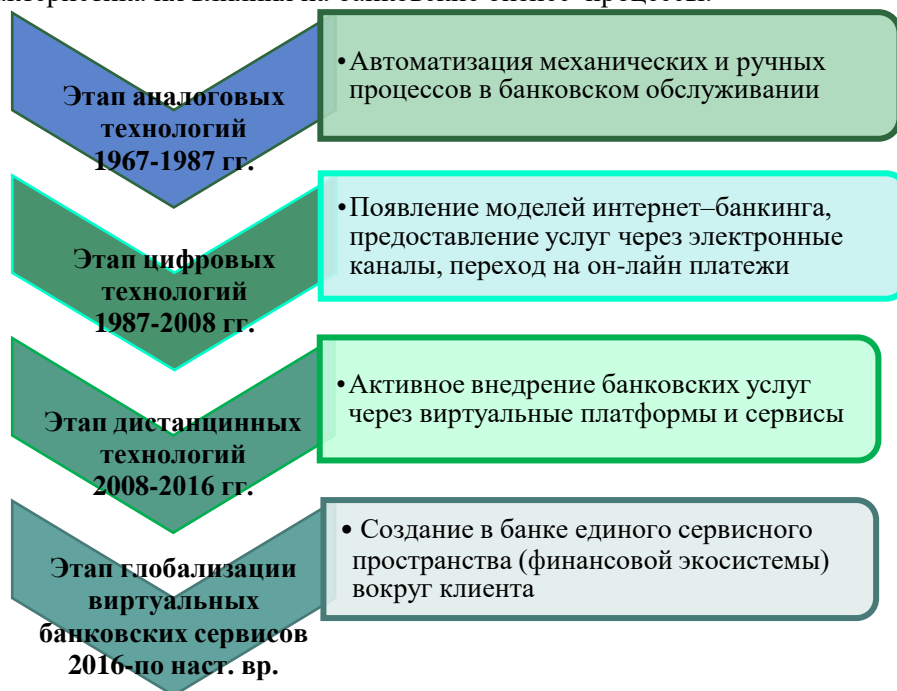 Этап аналоговых
технологий
1967-1987 гг.
•Автоматизация механических и ручных
процессов в банковском обслуживании
Этап цифровых
технологий
1987-2008 гг.
•Появление моделей интернет–банкинга,
предоставление услуг через электронные
каналы, переход на он-лайн платежи
Этап дистанцинных
технологий
2008-2016 гг.
•Активное внедрение банковских услуг
через виртуальные платформы и сервисы
Этап глобализации
виртуальных
банковских сервисов
2016-по наст. вр.
• Создание в банке единого сервисного
пространства (финансовой экосистемы)
вокруг клиента